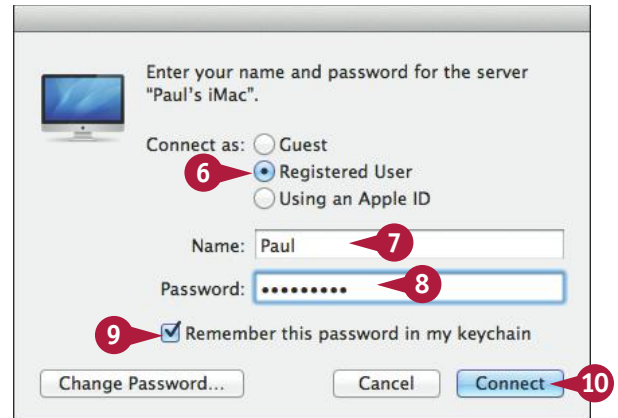 Enter your name and password for the server
“Paul’s iMac”.
Connect as: Guest
6 Registered User
Using an Apple ID
Name: Paul 7
Password: ••••••••• 8
9 Remember this password in my keychain
Change Password... Cancel Connect 10